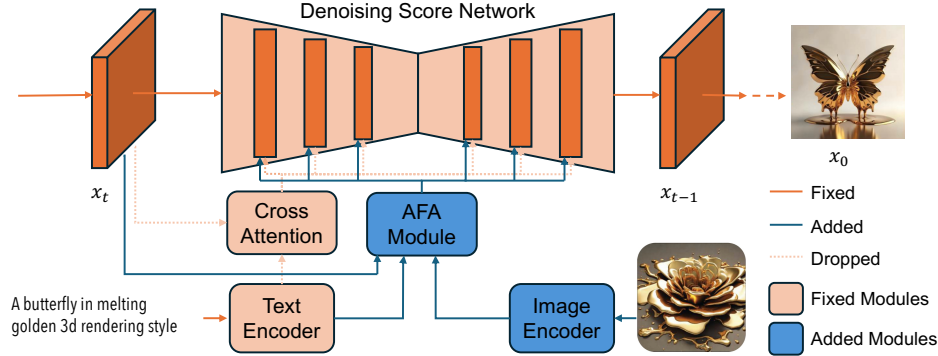 Denoising Score Network
x_t
x_{t-1}
x_0
Cross
Attention
AFA
Module
A butterfly in melting
golden 3d rendering style
Text
Encoder
Image
Encoder
Fixed
Added
Dropped
Fixed Modules
Added Modules